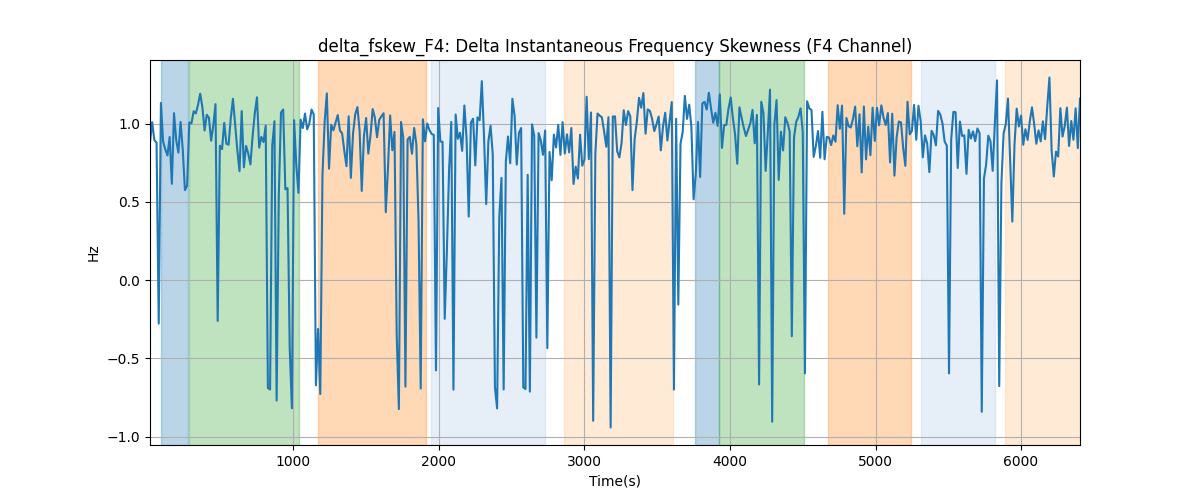 delta_fskew_F4: Delta Instantaneous Frequency Skewness (F4 Channel)
1.0
0.5
0.0
−0.5
−1.0
Hz
1000 2000 3000 4000 5000 6000
Time(s)